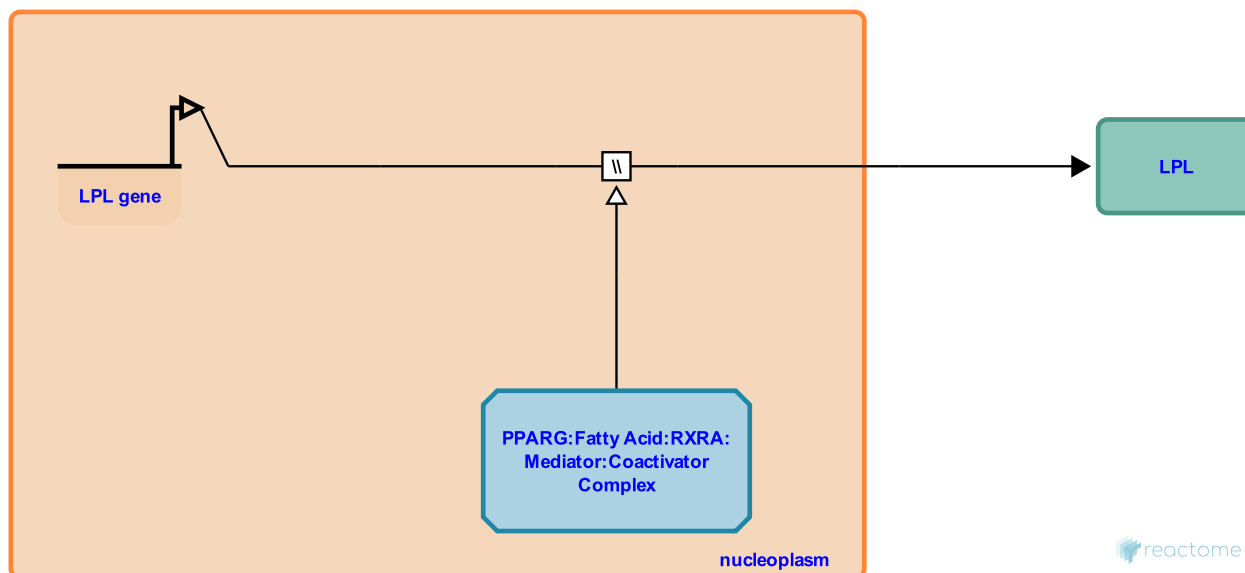 LPL gene
\\
LPL
PPARG:Fatty Acid:RXRA:
Mediator:Coactivator
Complex
nucleoplasm
reactome